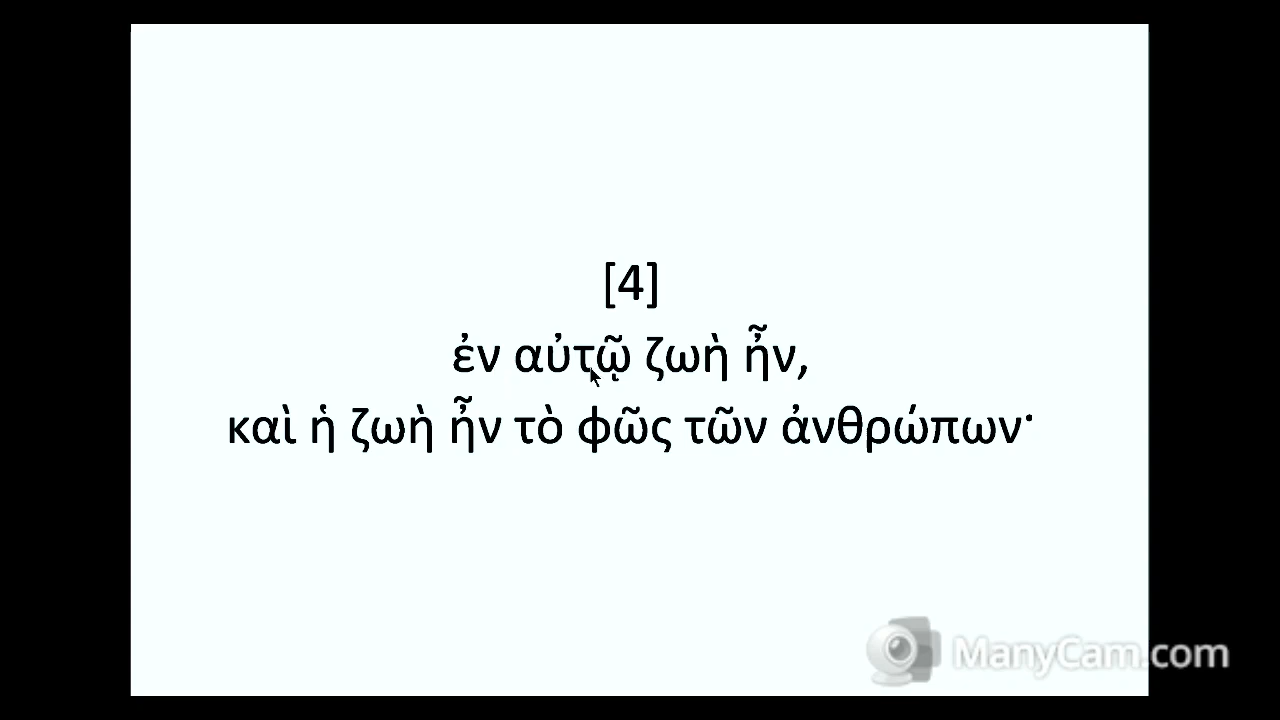 [4]
ἐν αὐτῷ ζωὴ ἦν,
καὶ ἡ ζωὴ ἦν τὸ φῶς τῶν ἀνθρώπων·
ManyCam.com